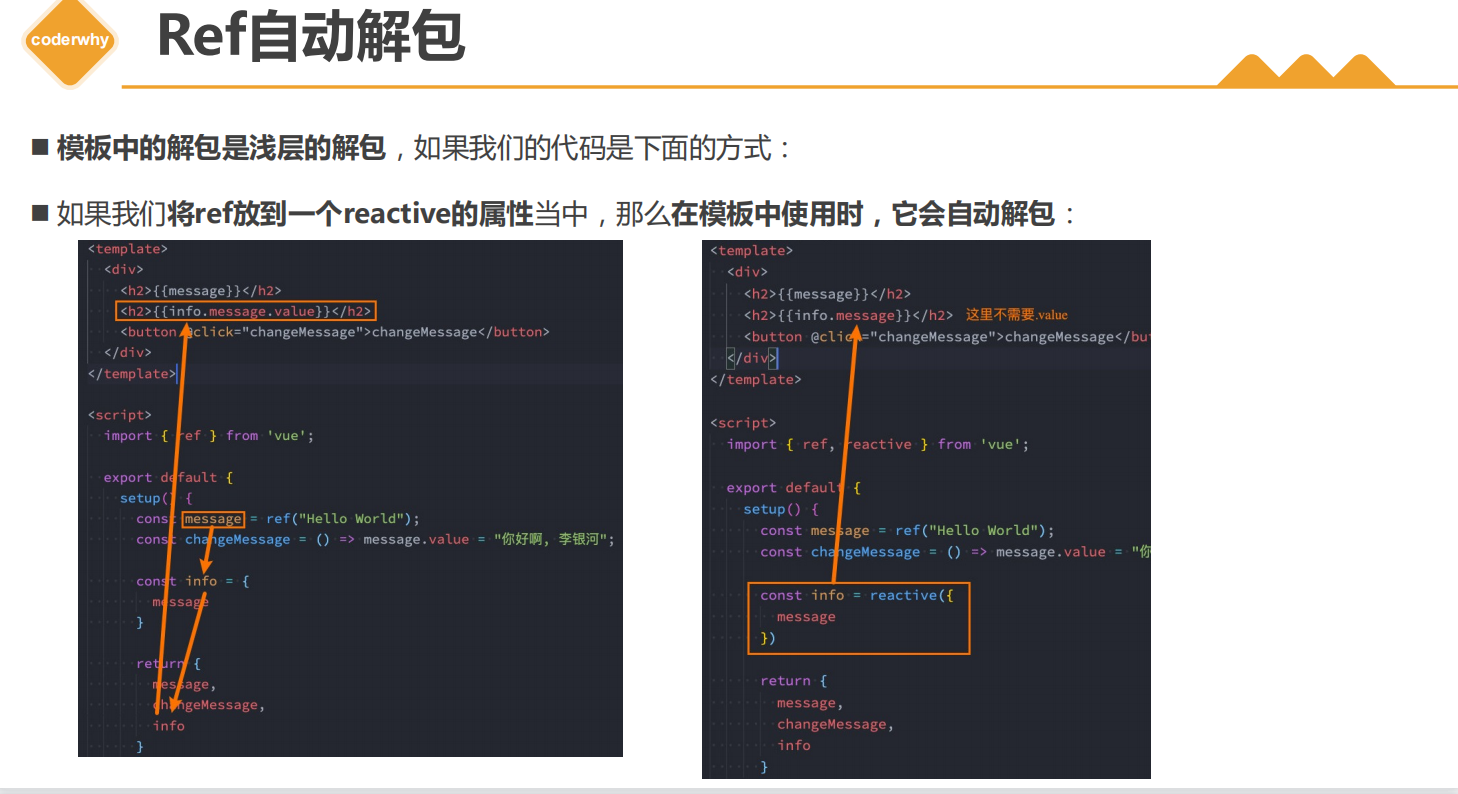 coderwhy
Ref自动解包
■ 模板中的解包是浅层的解包，如果我们的代码是下面的方式：
■ 如果我们将ref放到一个reactive的属性当中，那么在模板中使用时，它会自动解包：
<template>
<div>
<h2>{{message}}</h2>
<h2>{{info.message.value}}</h2>
<button @click="changeMessage">changeMessage</button>
</div>
</template>
<script>
import { ref } from 'vue';
export default {
setup() {
const message = ref("Hello World");
const changeMessage = () => message.value = "你好啊, 李银河";
const info = {
message
}
return {
message,
changeMessage,
info
}
<template>
<div>
<h2>{{message}}</h2>
<h2>{{info.message}}</h2> 这里不需要.value
<button @click="changeMessage">changeMessage</bu
</div>
</template>
<script>
import { ref, reactive } from 'vue';
export default {
setup() {
const message = ref("Hello World");
const changeMessage = () => message.value = "你
const info = reactive({
message
})
return {
message,
changeMessage,
info
}